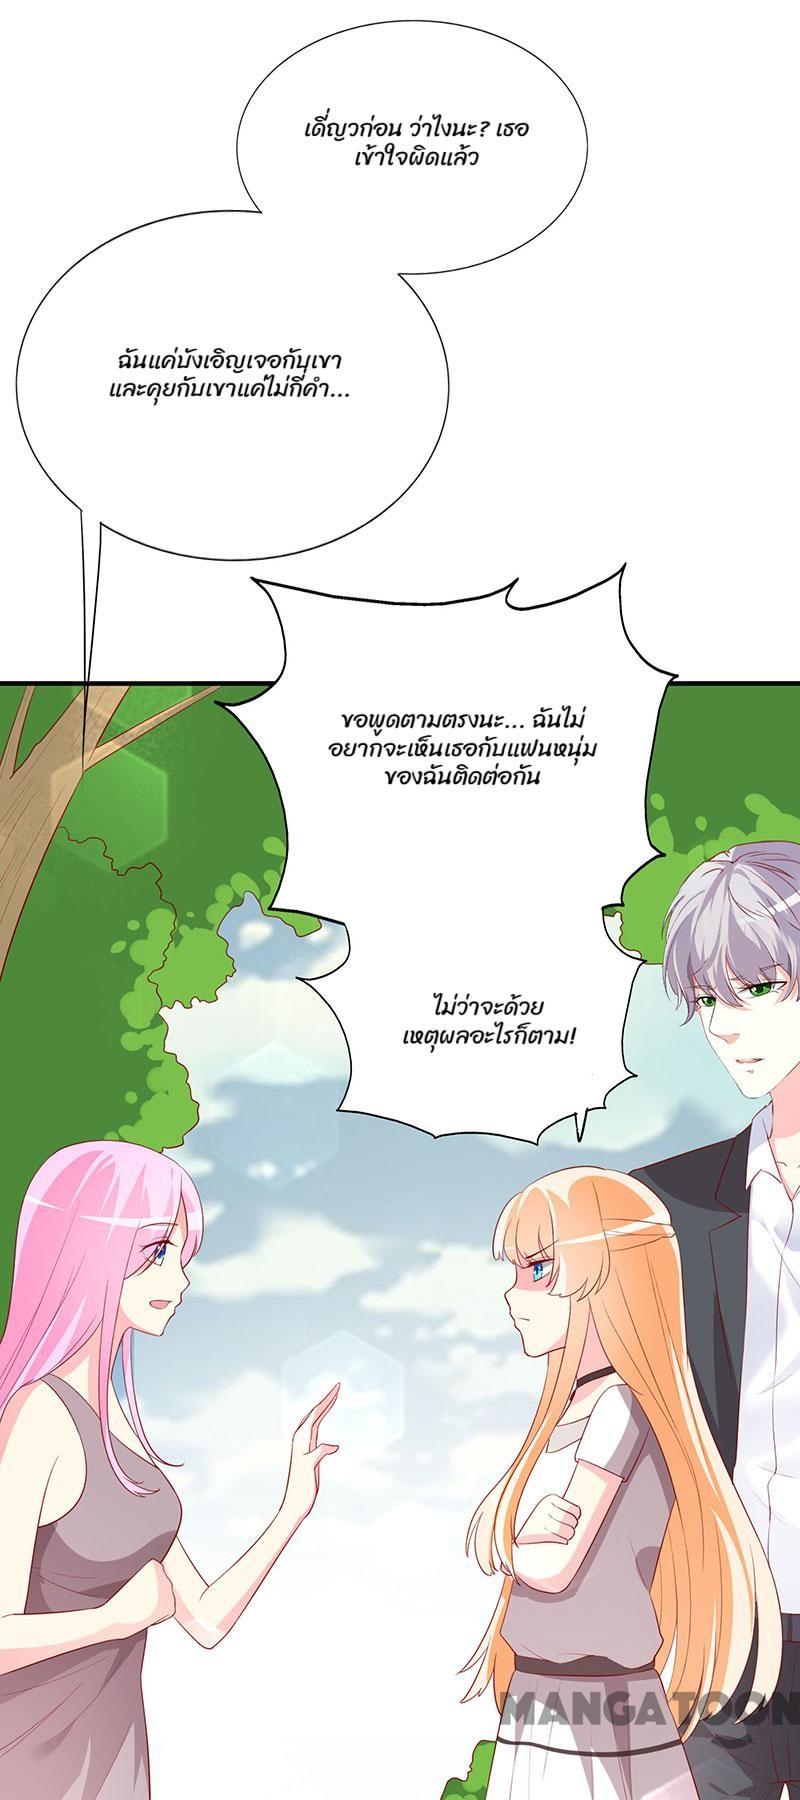 เดี๋ยวก่อน ว่าไงนะ? เธอ
เข้าใจผิดแล้ว
ฉันแค่บังเอิญเจอกับเขา
และคุยกับเขาแค่ไม่กี่คำ...
ขอพูดตามตรงนะ... ฉันไม่
อยากจะเห็นเธอกับแฟนหนุ่ม
ของฉันติดต่อกัน
ไม่ว่าจะด้วย
เหตุผลอะไรก็ตาม!
MANGATOON